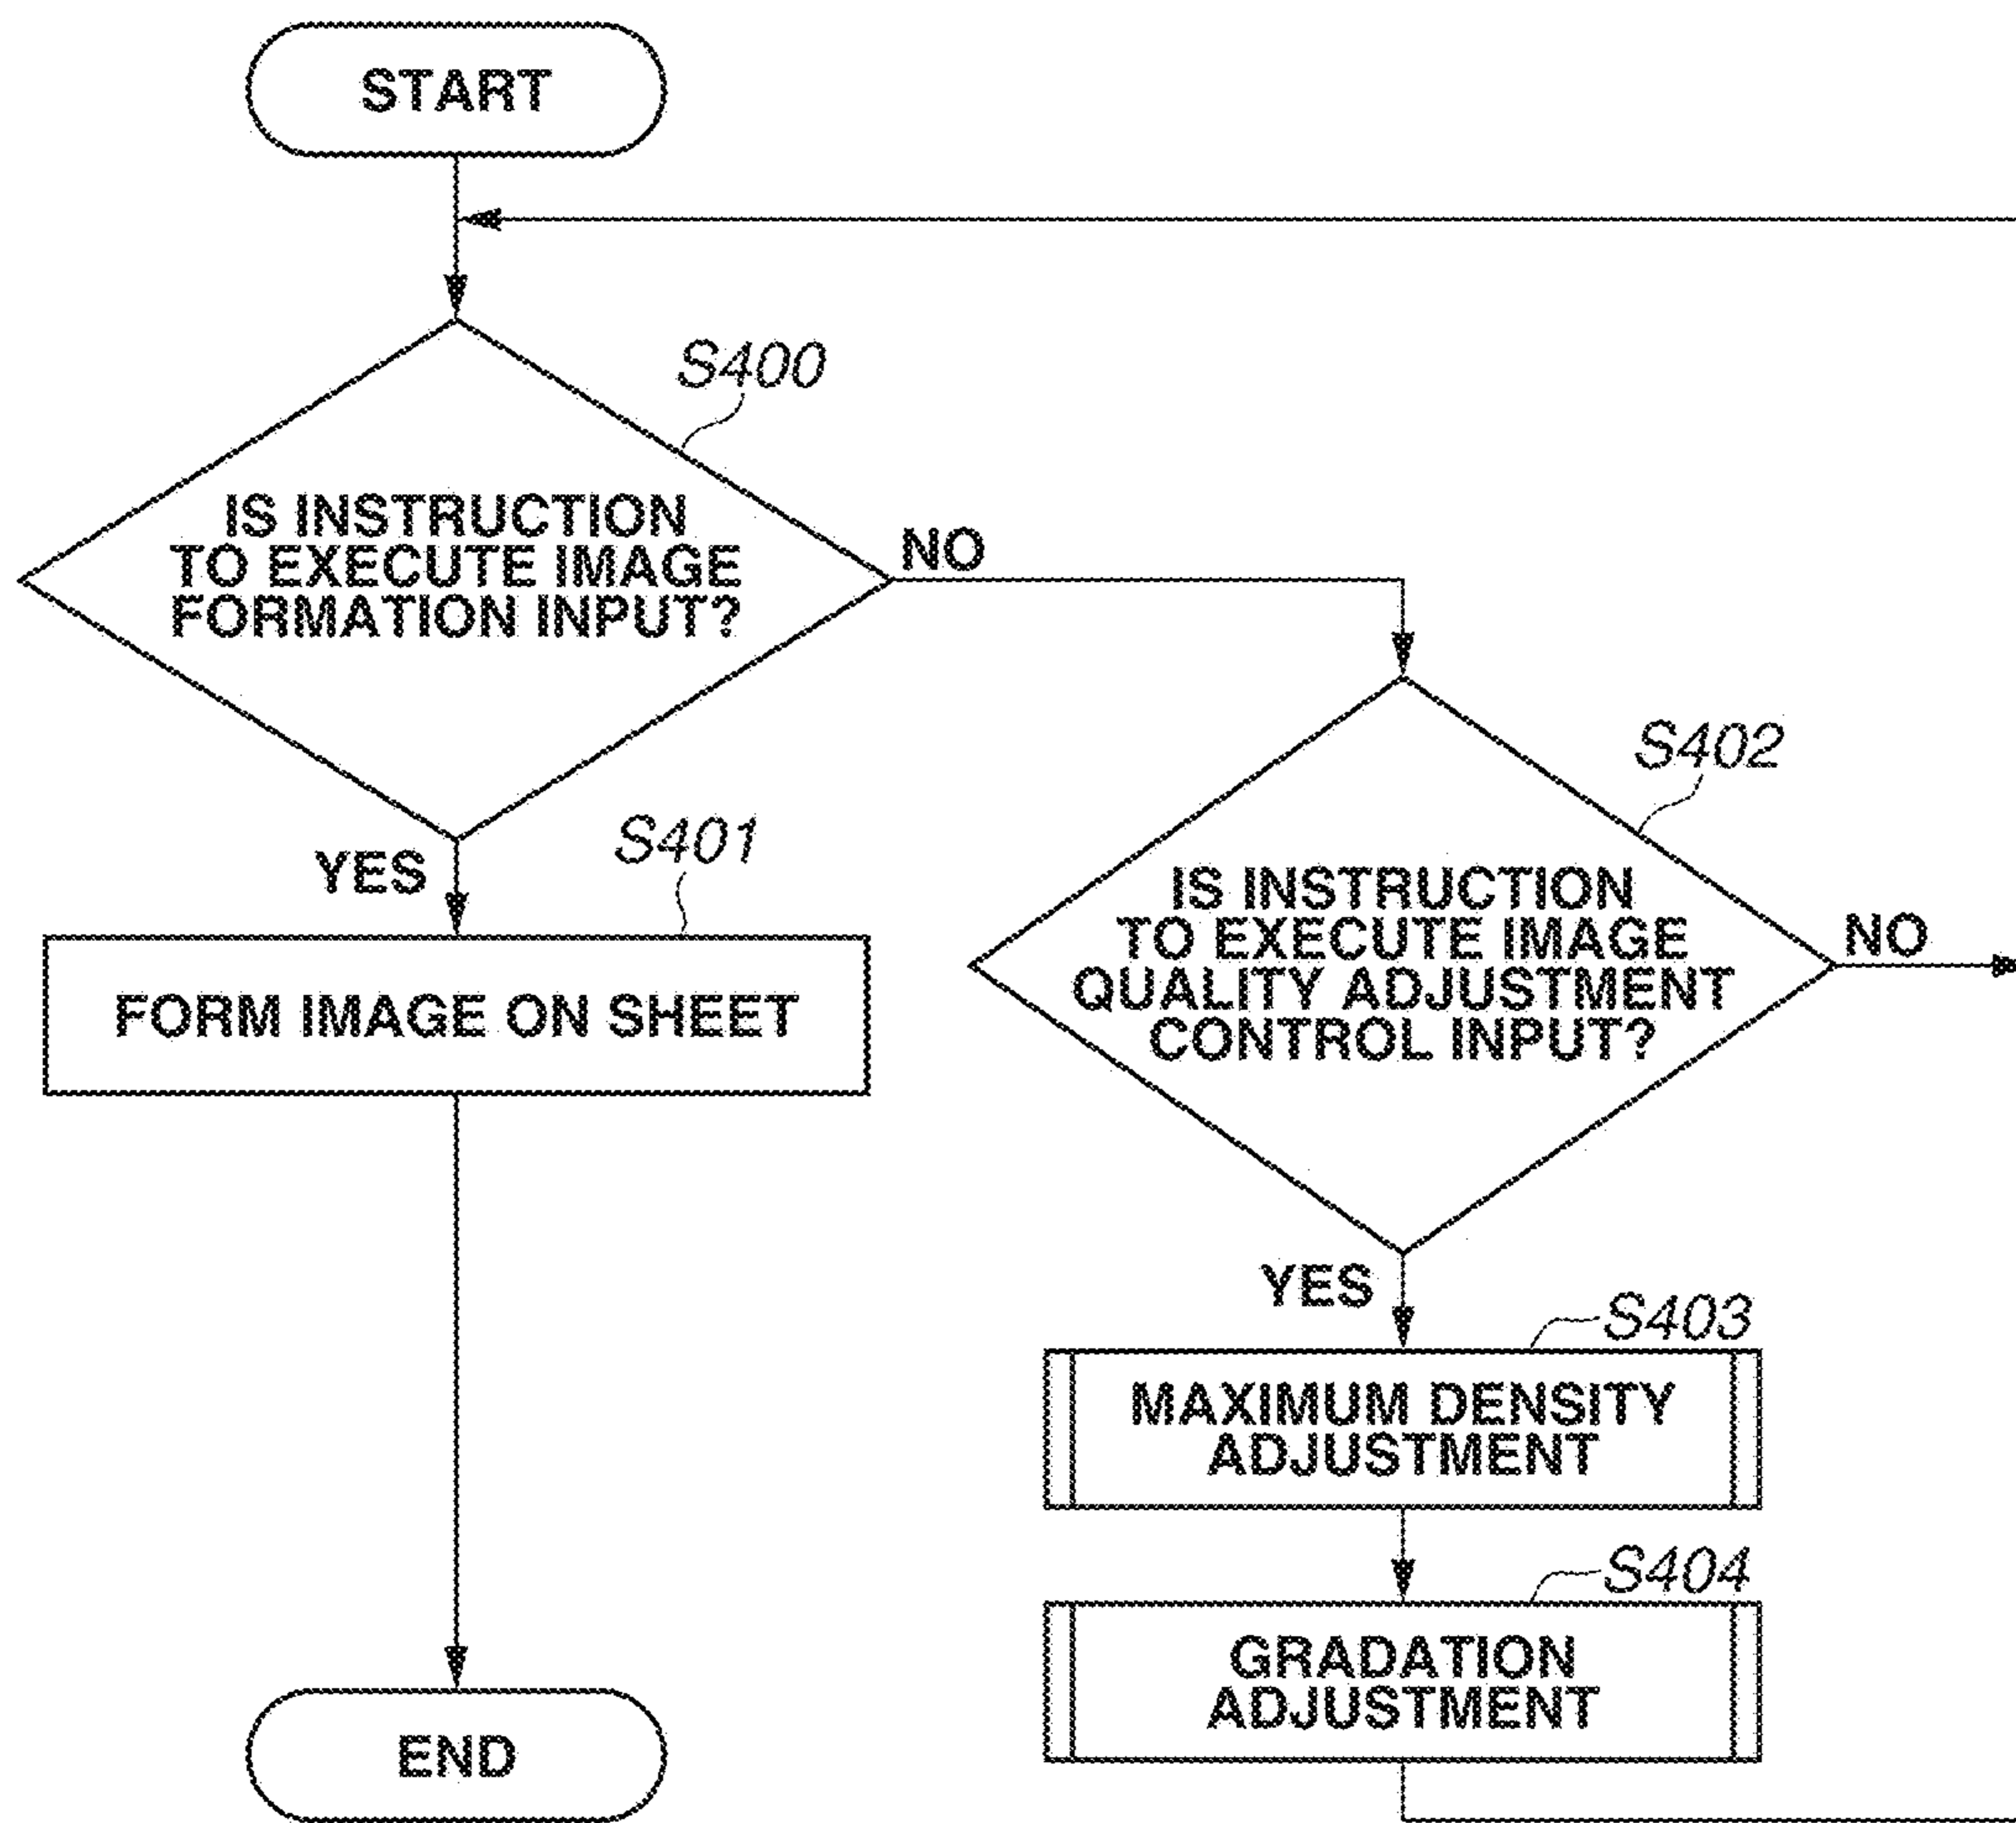 START
S400
IS INSTRUCTION
TO EXECUTE IMAGE
FORMATION INPUT?
NO
YES
S401
FORM IMAGE ON SHEET
S402
IS INSTRUCTION
TO EXECUTE IMAGE
QUALITY ADJUSTMENT
CONTROL INPUT?
NO
YES
S403
MAXIMUM DENSITY
ADJUSTMENT
S404
GRADATION
ADJUSTMENT
END